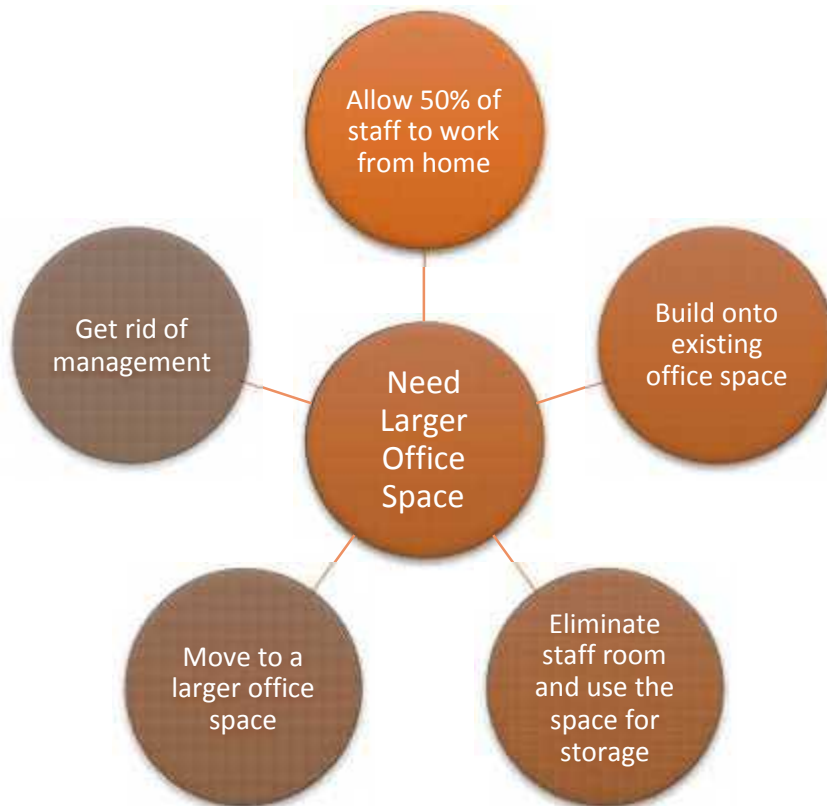 Allow 50% of
staff to work
from home
Get rid of
management
Build onto
existing
office space
Need
Larger
Office
Space
Move to a
larger office
space
Eliminate
staff room
and use the
space for
storage